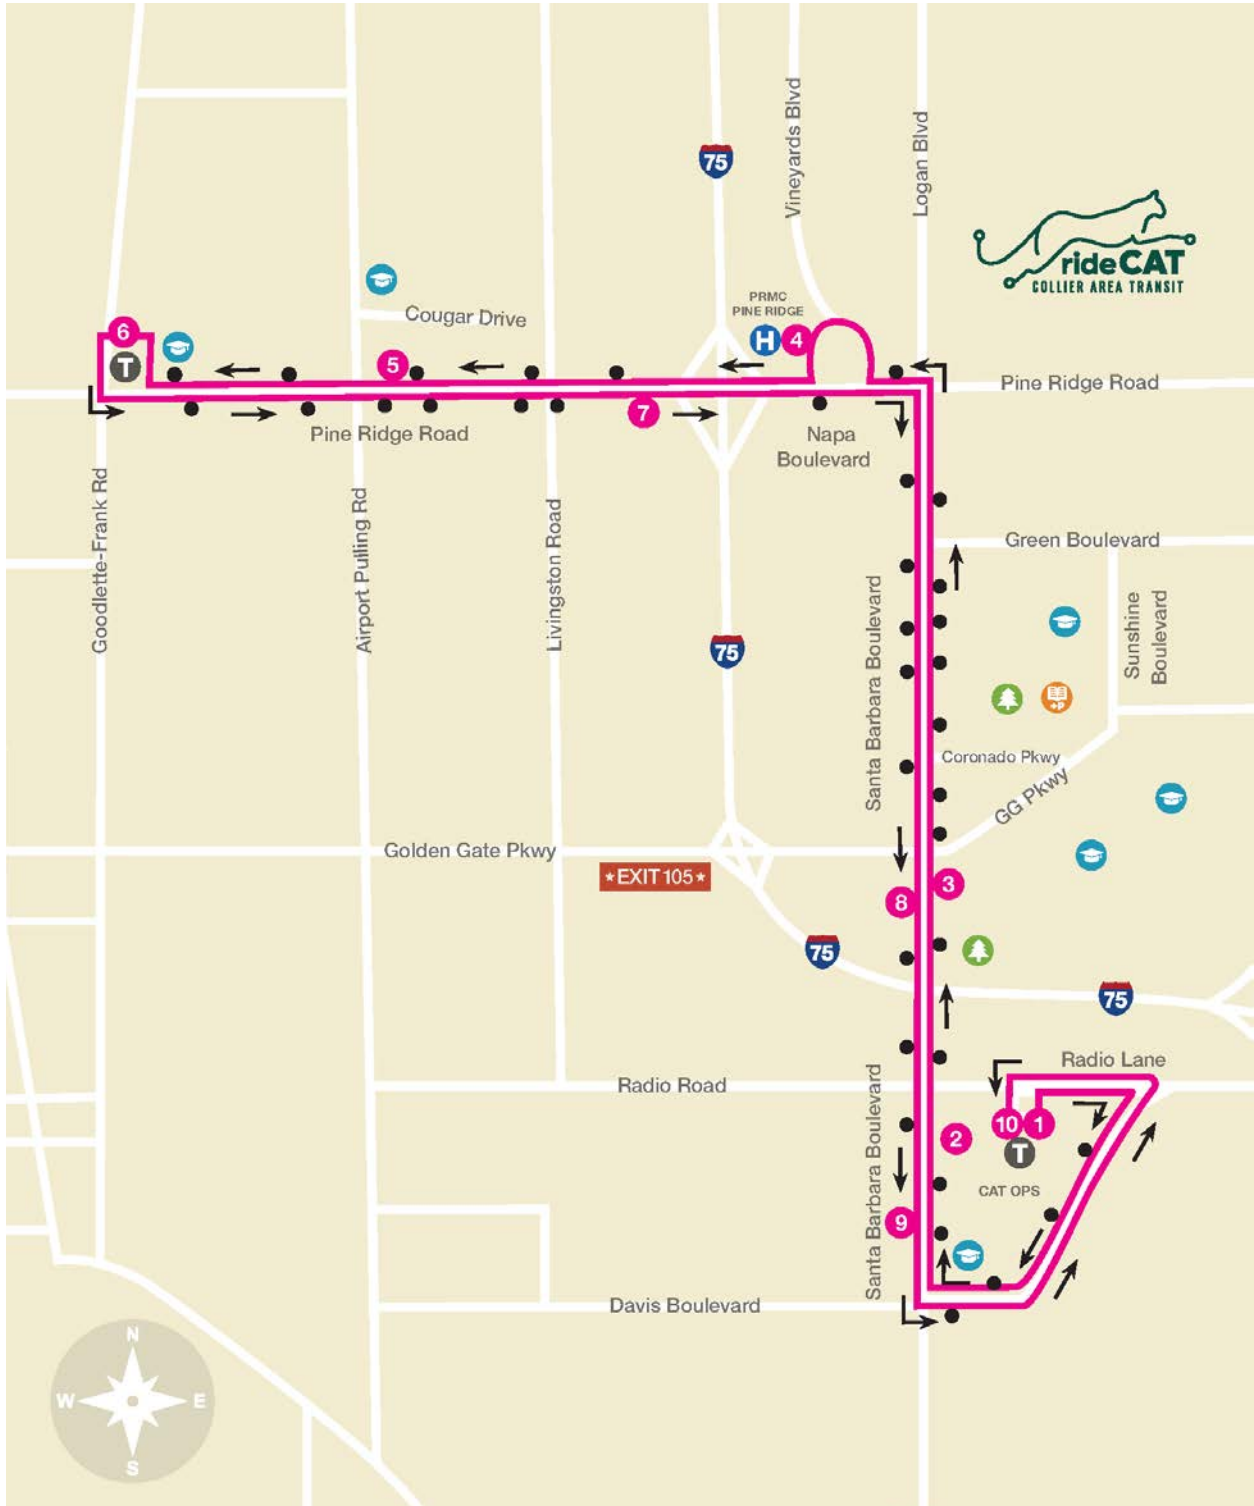 Vineyards Blvd
Logan Blvd
75
rideCAT
COLLIER AREA TRANSIT
PRMC
PINE RIDGE
Cougar Drive
6
T
5
H
4
Pine Ridge Road
7
Pine Ridge Road
Napa
Boulevard
Goodlette-Frank Rd
Airport Pulling Rd
Livingston Road
Green Boulevard
Santa Barbara Boulevard
Sunshine
Boulevard
75
+P
Coronado Pkwy
GG Pkwy
Golden Gate Pkwy
★EXIT 105★
3
8
75
75
Radio Lane
Radio Road
10
1
2
T
CAT OPS
Santa Barbara Boulevard
9
Davis Boulevard
N
W
E
S